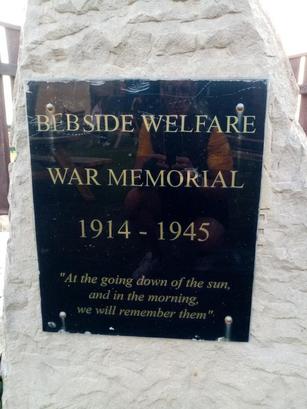 BEBSIDE WELFARE
WAR MEMORIAL
1914 - 1945
"At the going down of the sun,
and in the morning,
we will remember them".